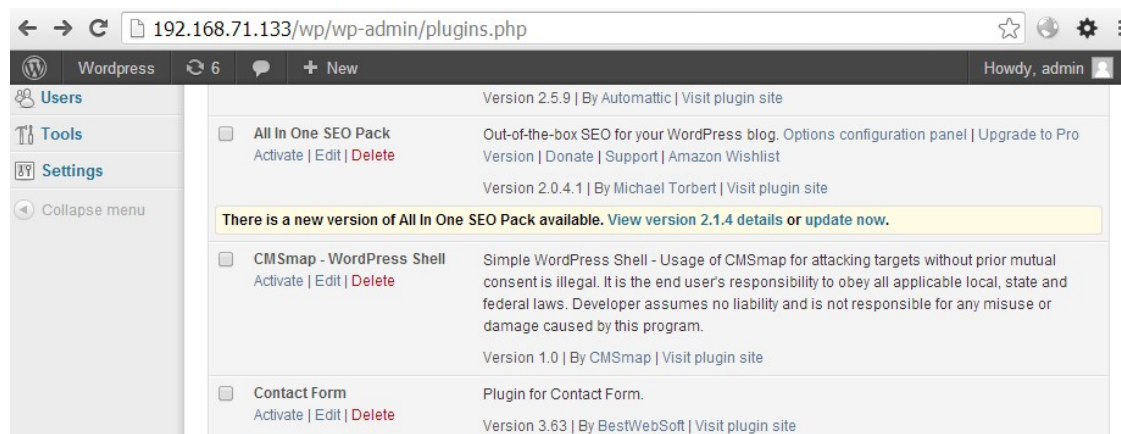 192.168.71.133/wp/wp-admin/plugins.php
Wordpress 6 + New Howdy, admin
Users
Tools
Settings
Collapse menu
Version 2.5.9 | By Automattic | Visit plugin site
All In One SEO Pack
Activate | Edit | Delete
Out-of-the-box SEO for your WordPress blog. Options configuration panel | Upgrade to Pro
Version | Donate | Support | Amazon Wishlist
Version 2.0.4.1 | By Michael Torbert | Visit plugin site
There is a new version of All In One SEO Pack available. View version 2.1.4 details or update now.
CMSmap - WordPress Shell
Activate | Edit | Delete
Simple WordPress Shell - Usage of CMSmap for attacking targets without prior mutual
consent is illegal. It is the end user's responsibility to obey all applicable local, state and
federal laws. Developer assumes no liability and is not responsible for any misuse or
damage caused by this program.
Version 1.0 | By CMSmap | Visit plugin site
Contact Form
Activate | Edit | Delete
Plugin for Contact Form.
Version 3.63 | By BestWebSoft | Visit plugin site